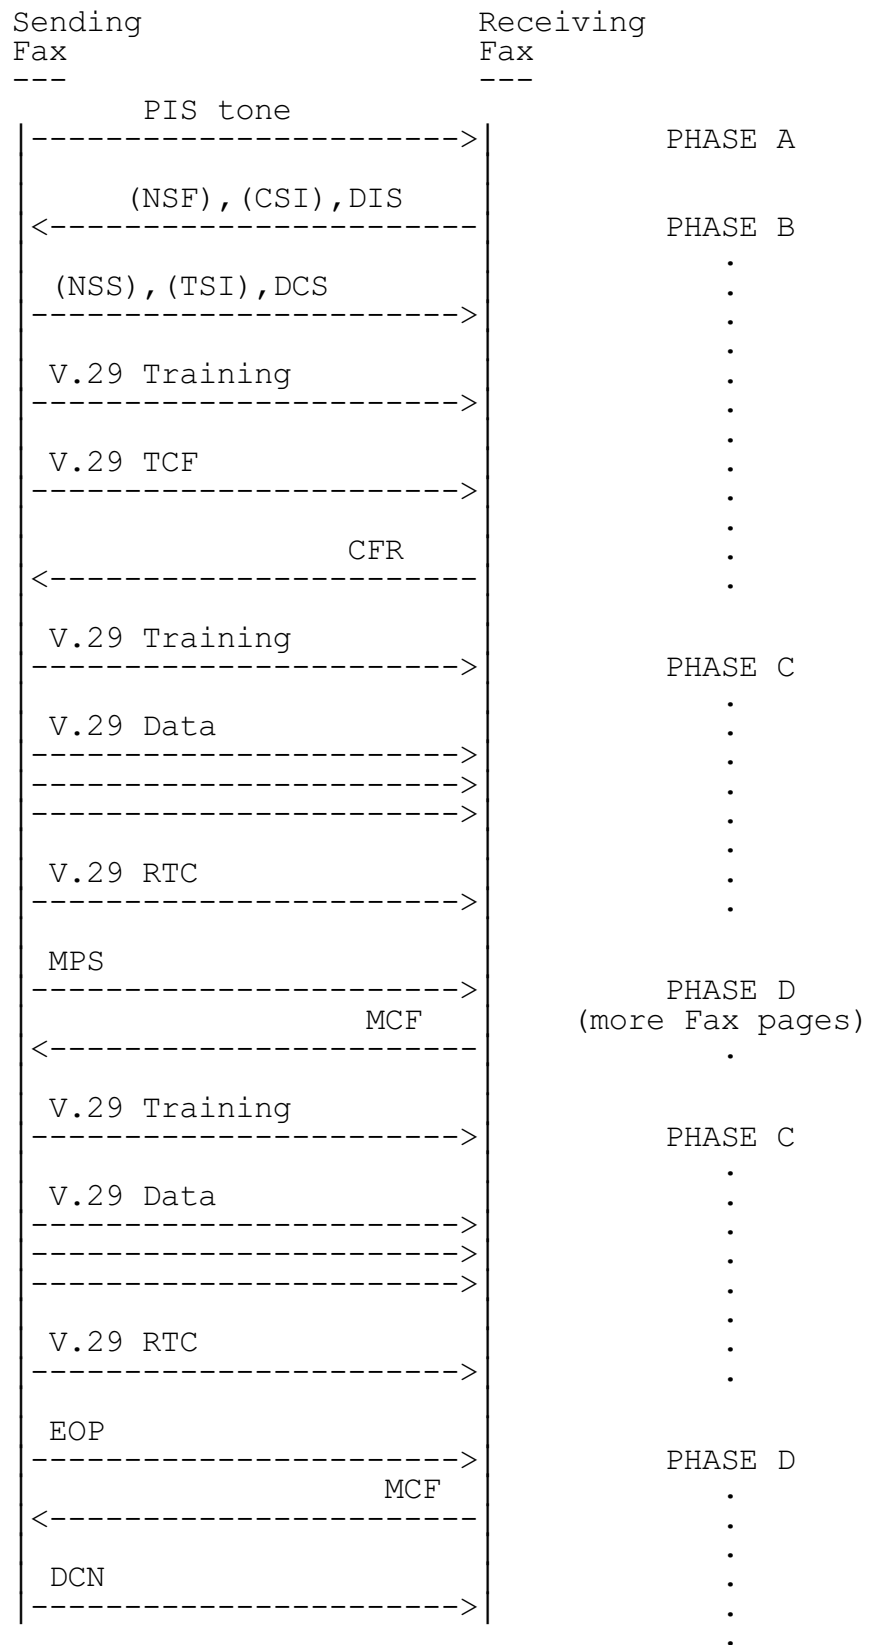 Sending Receiving
Fax Fax
--- ---
PIS tone
|----------------------->| PHASE A
(NSF),(CSI),DIS
|<-----------------------| PHASE B
.
(NSS),(TSI),DCS .
|----------------------->| .
.
V.29 Training .
|----------------------->| .
.
V.29 TCF .
|----------------------->| .
.
CFR .
|<-----------------------| .
V.29 Training
|----------------------->| PHASE C
.
V.29 Data .
|----------------------->| .
|----------------------->| .
|----------------------->| .
.
V.29 RTC .
|----------------------->| .
MPS
|----------------------->| PHASE D
MCF (more Fax pages)
|<-----------------------| .
V.29 Training
|----------------------->| PHASE C
.
V.29 Data .
|----------------------->| .
|----------------------->| .
|----------------------->| .
.
V.29 RTC .
|----------------------->| .
EOP
|----------------------->| PHASE D
MCF .
|<-----------------------| .
.
DCN .
|----------------------->| .
.